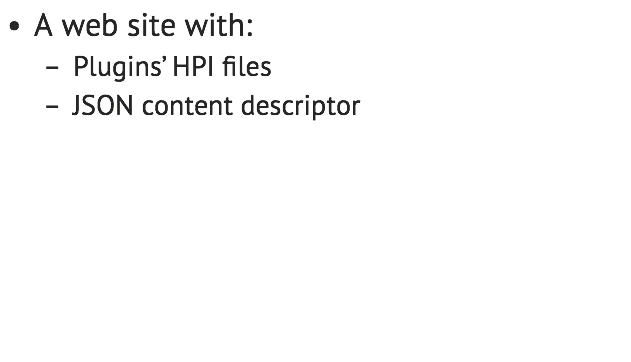 • A web site with:
– Plugins’ HPI files
– JSON content descriptor